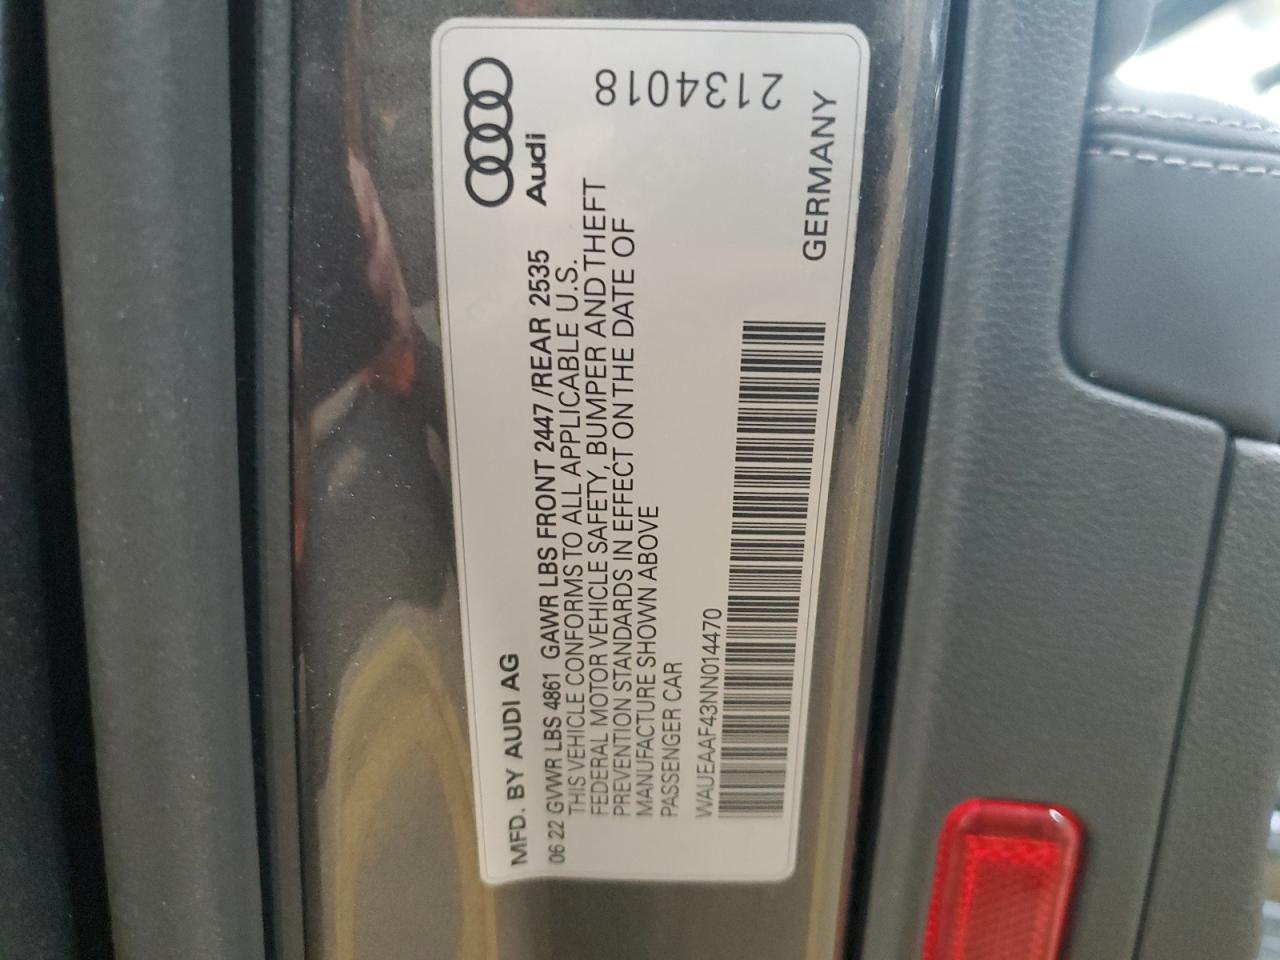 MFD. BY AUDI AG
06 22 GVWR LBS 4861 GAWR LBS FRONT 2447 /REAR 2535
THIS VEHICLE CONFORMS TO ALL APPLICABLE U.S.
FEDERAL MOTOR VEHICLE SAFETY, BUMPER AND THEFT
PREVENTION STANDARDS IN EFFECT ON THE DATE OF
MANUFACTURE SHOWN ABOVE
PASSENGER CAR
WAUEAAF43NN014470
Audi
2134018
GERMANY